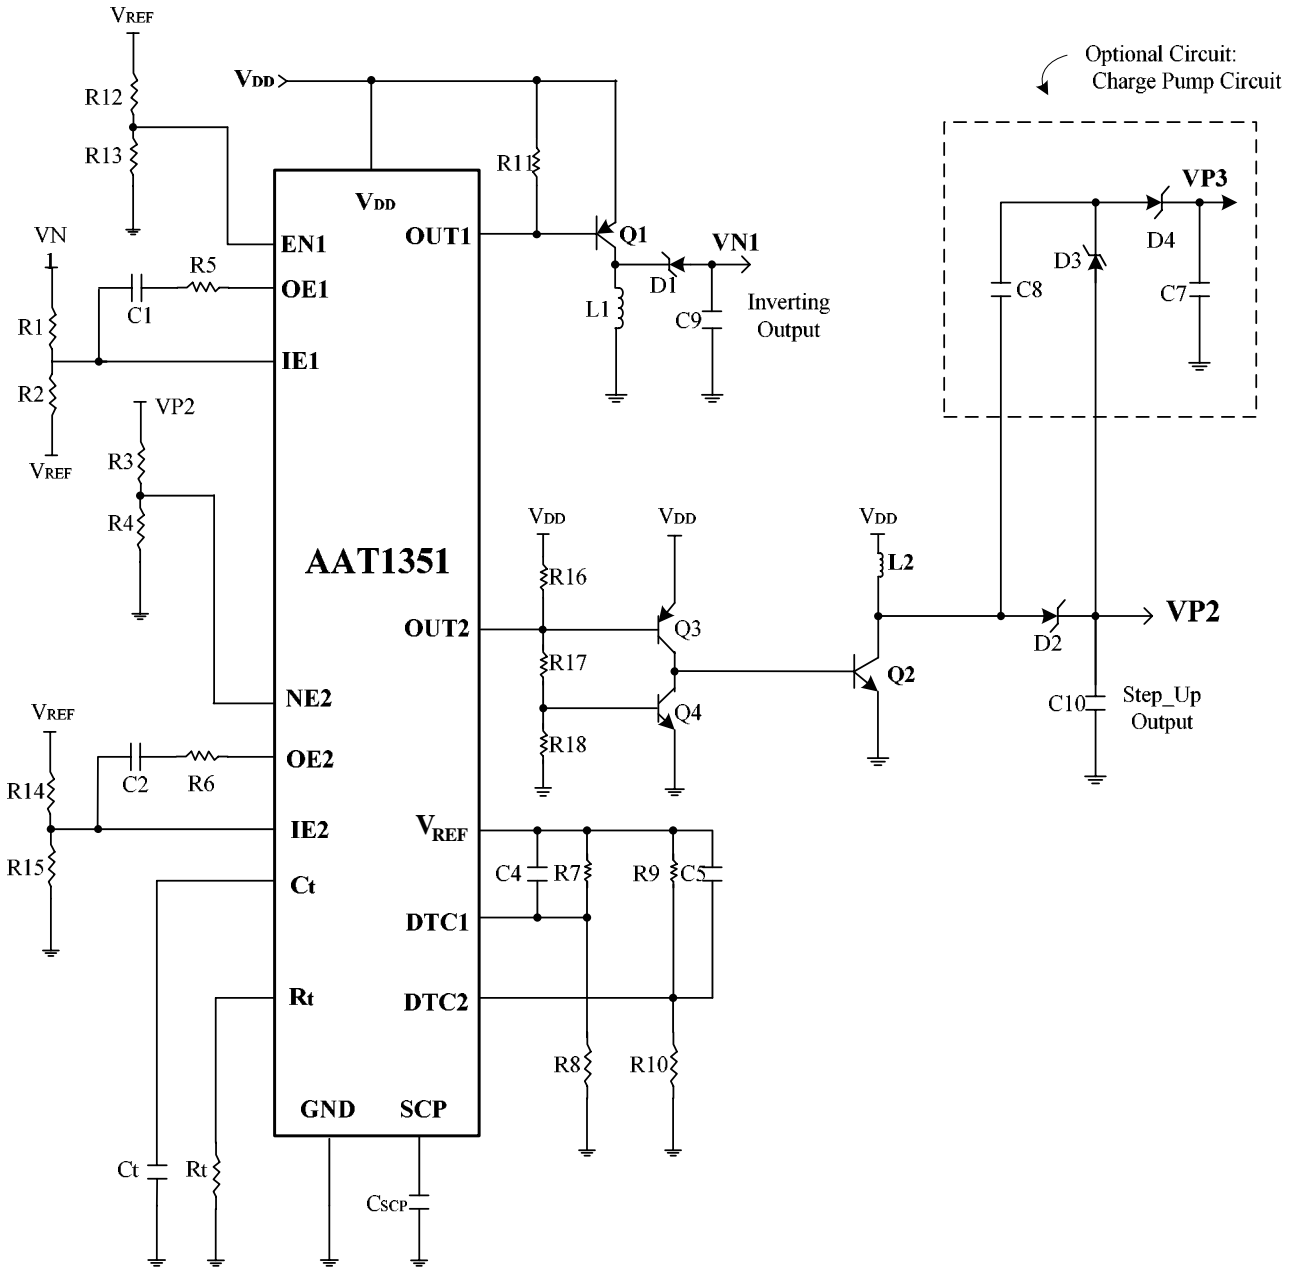 VREF
R12
R13
VDD
Optional Circuit:
Charge Pump Circuit
VDD
R11
OUT1
Q1
VN1
D1
L1
C9
Inverting
Output
VP3
D4
D3
C8
C7
EN1
VN
1
C1
R5
OE1
R1
IE1
R2
VREF
VP2
R3
R4
AAT1351
VDD
VDD
VDD
R16
L2
OUT2
Q3
R17
Q2
D2
VP2
Q4
R18
C10
Step_Up
Output
NE2
VREF
C2
R6
OE2
R14
IE2
R15
Ct
VREF
C4
R7
R9
C5
DTC1
Rt
DTC2
R8
R10
GND
SCP
Ct
Rt
CSCP